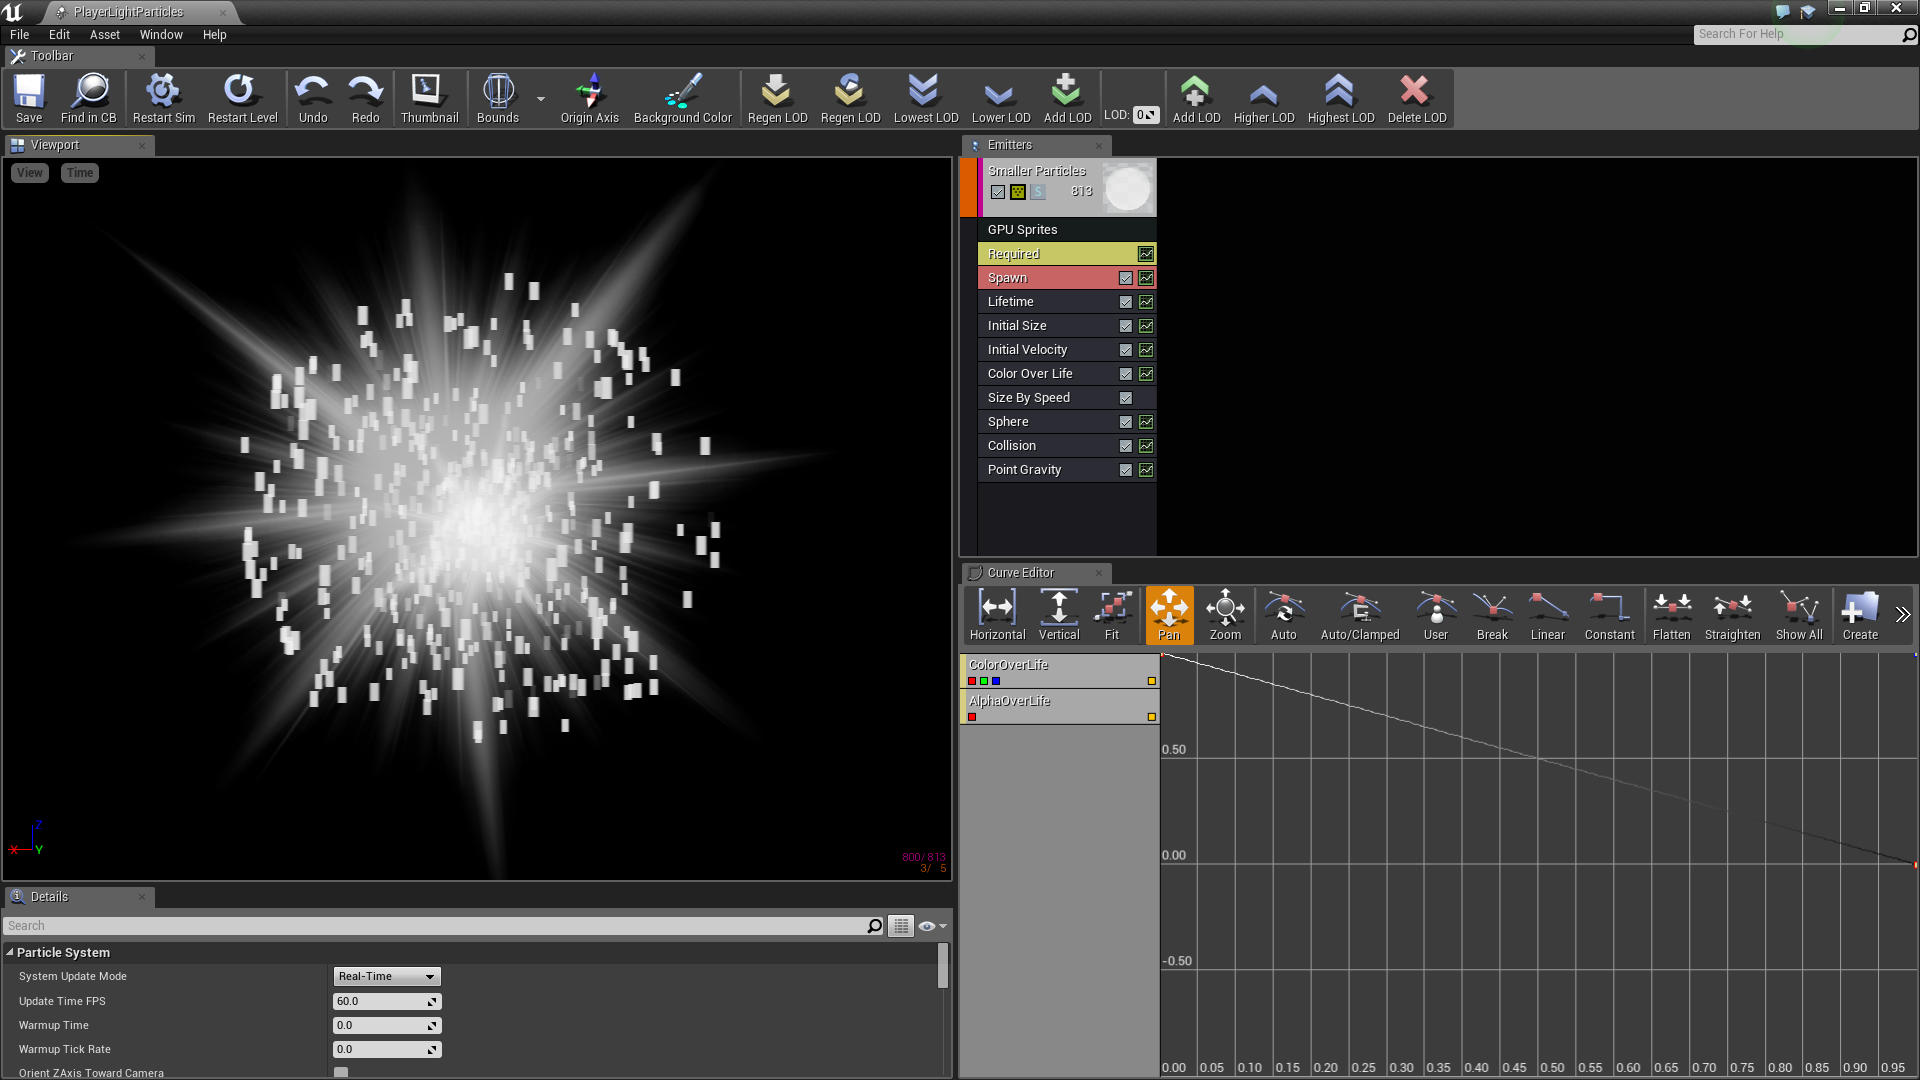 PlayerLightParticles
File Edit Asset Window Help
Search For Help
Toolbar
Save Find in CB Restart Sim Restart Level Undo Redo Thumbnail Bounds Origin Axis Background Color Regen LOD Regen LOD Lowest LOD Lower LOD Add LOD LOD: 0 Add LOD Higher LOD Highest LOD Delete LOD
Viewport
View Time
Z
X Y
800/813
3/ 5
Emitters
Smaller Particles
S 813
GPU Sprites
Required
Spawn
Lifetime
Initial Size
Initial Velocity
Color Over Life
Size By Speed
Sphere
Collision
Point Gravity
Curve Editor
Horizontal Vertical Fit Pan Zoom Auto Auto/Clamped User Break Linear Constant Flatten Straighten Show All Create
ColorOverLife
AlphaOverLife
0.50
0.00
-0.50
0.00 0.05 0.10 0.15 0.20 0.25 0.30 0.35 0.40 0.45 0.50 0.55 0.60 0.65 0.70 0.75 0.80 0.85 0.90 0.95
Details
Search
Particle System
System Update Mode Real-Time
Update Time FPS 60.0
Warmup Time 0.0
Warmup Tick Rate 0.0
Orient ZAxis Toward Camera